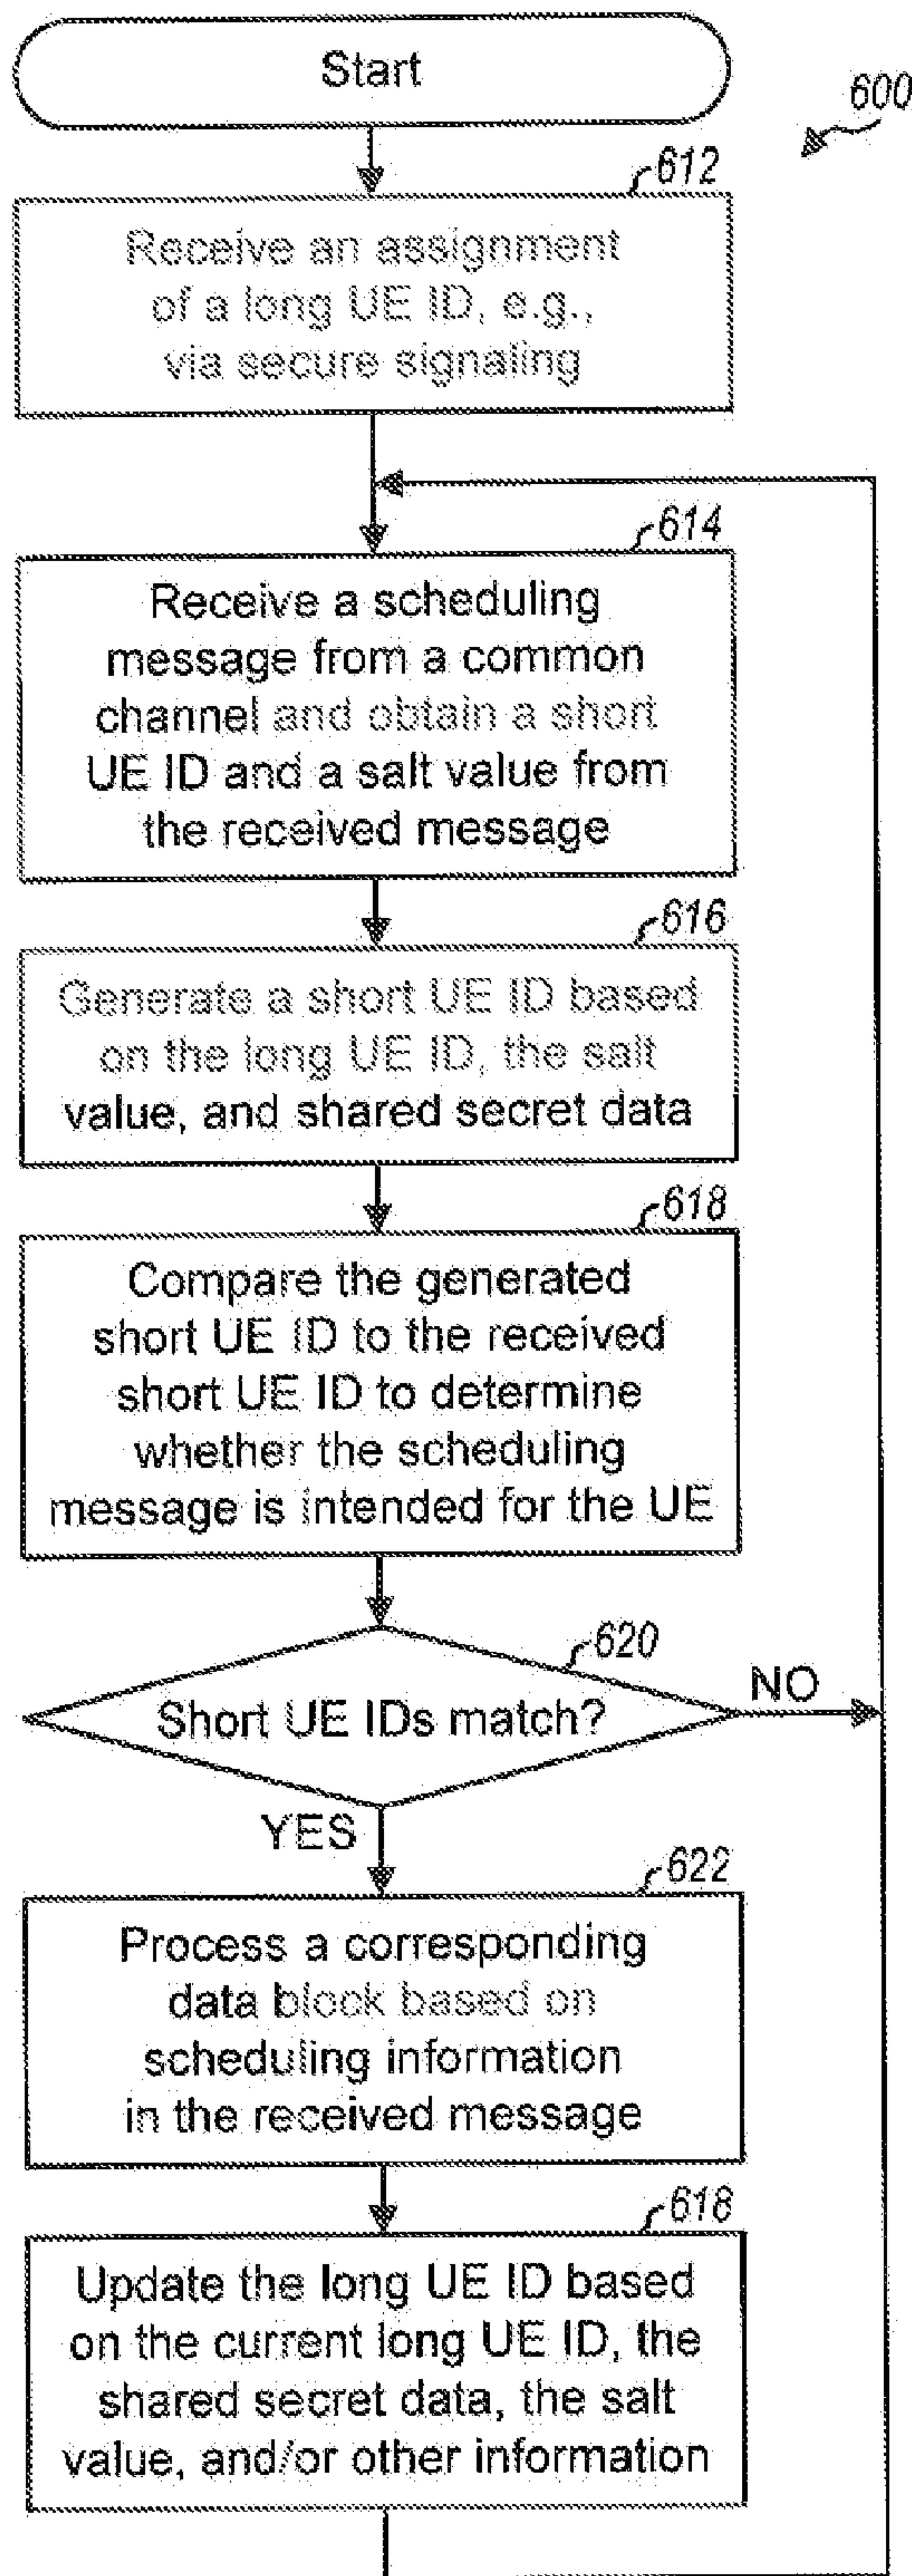 Start
600
612
Receive an assignment
of a long UE ID, e.g.,
via secure signaling
614
Receive a scheduling
message from a common
channel and obtain a short
UE ID and a salt value from
the received message
616
Generate a short UE ID based
on the long UE ID, the salt
value, and shared secret data
618
Compare the generated
short UE ID to the received
short UE ID to determine
whether the scheduling
message is intended for the UE
620
Short UE IDs match?
NO
YES
622
Process a corresponding
data block based on
scheduling information
in the received message
618
Update the long UE ID based
on the current long UE ID, the
shared secret data, the salt
value, and/or other information